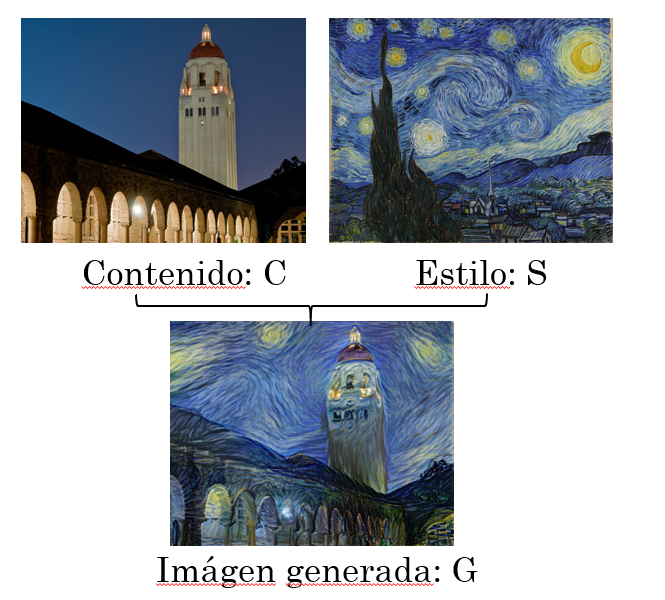 Contenido: C
Estilo: S
Imágen generada: G